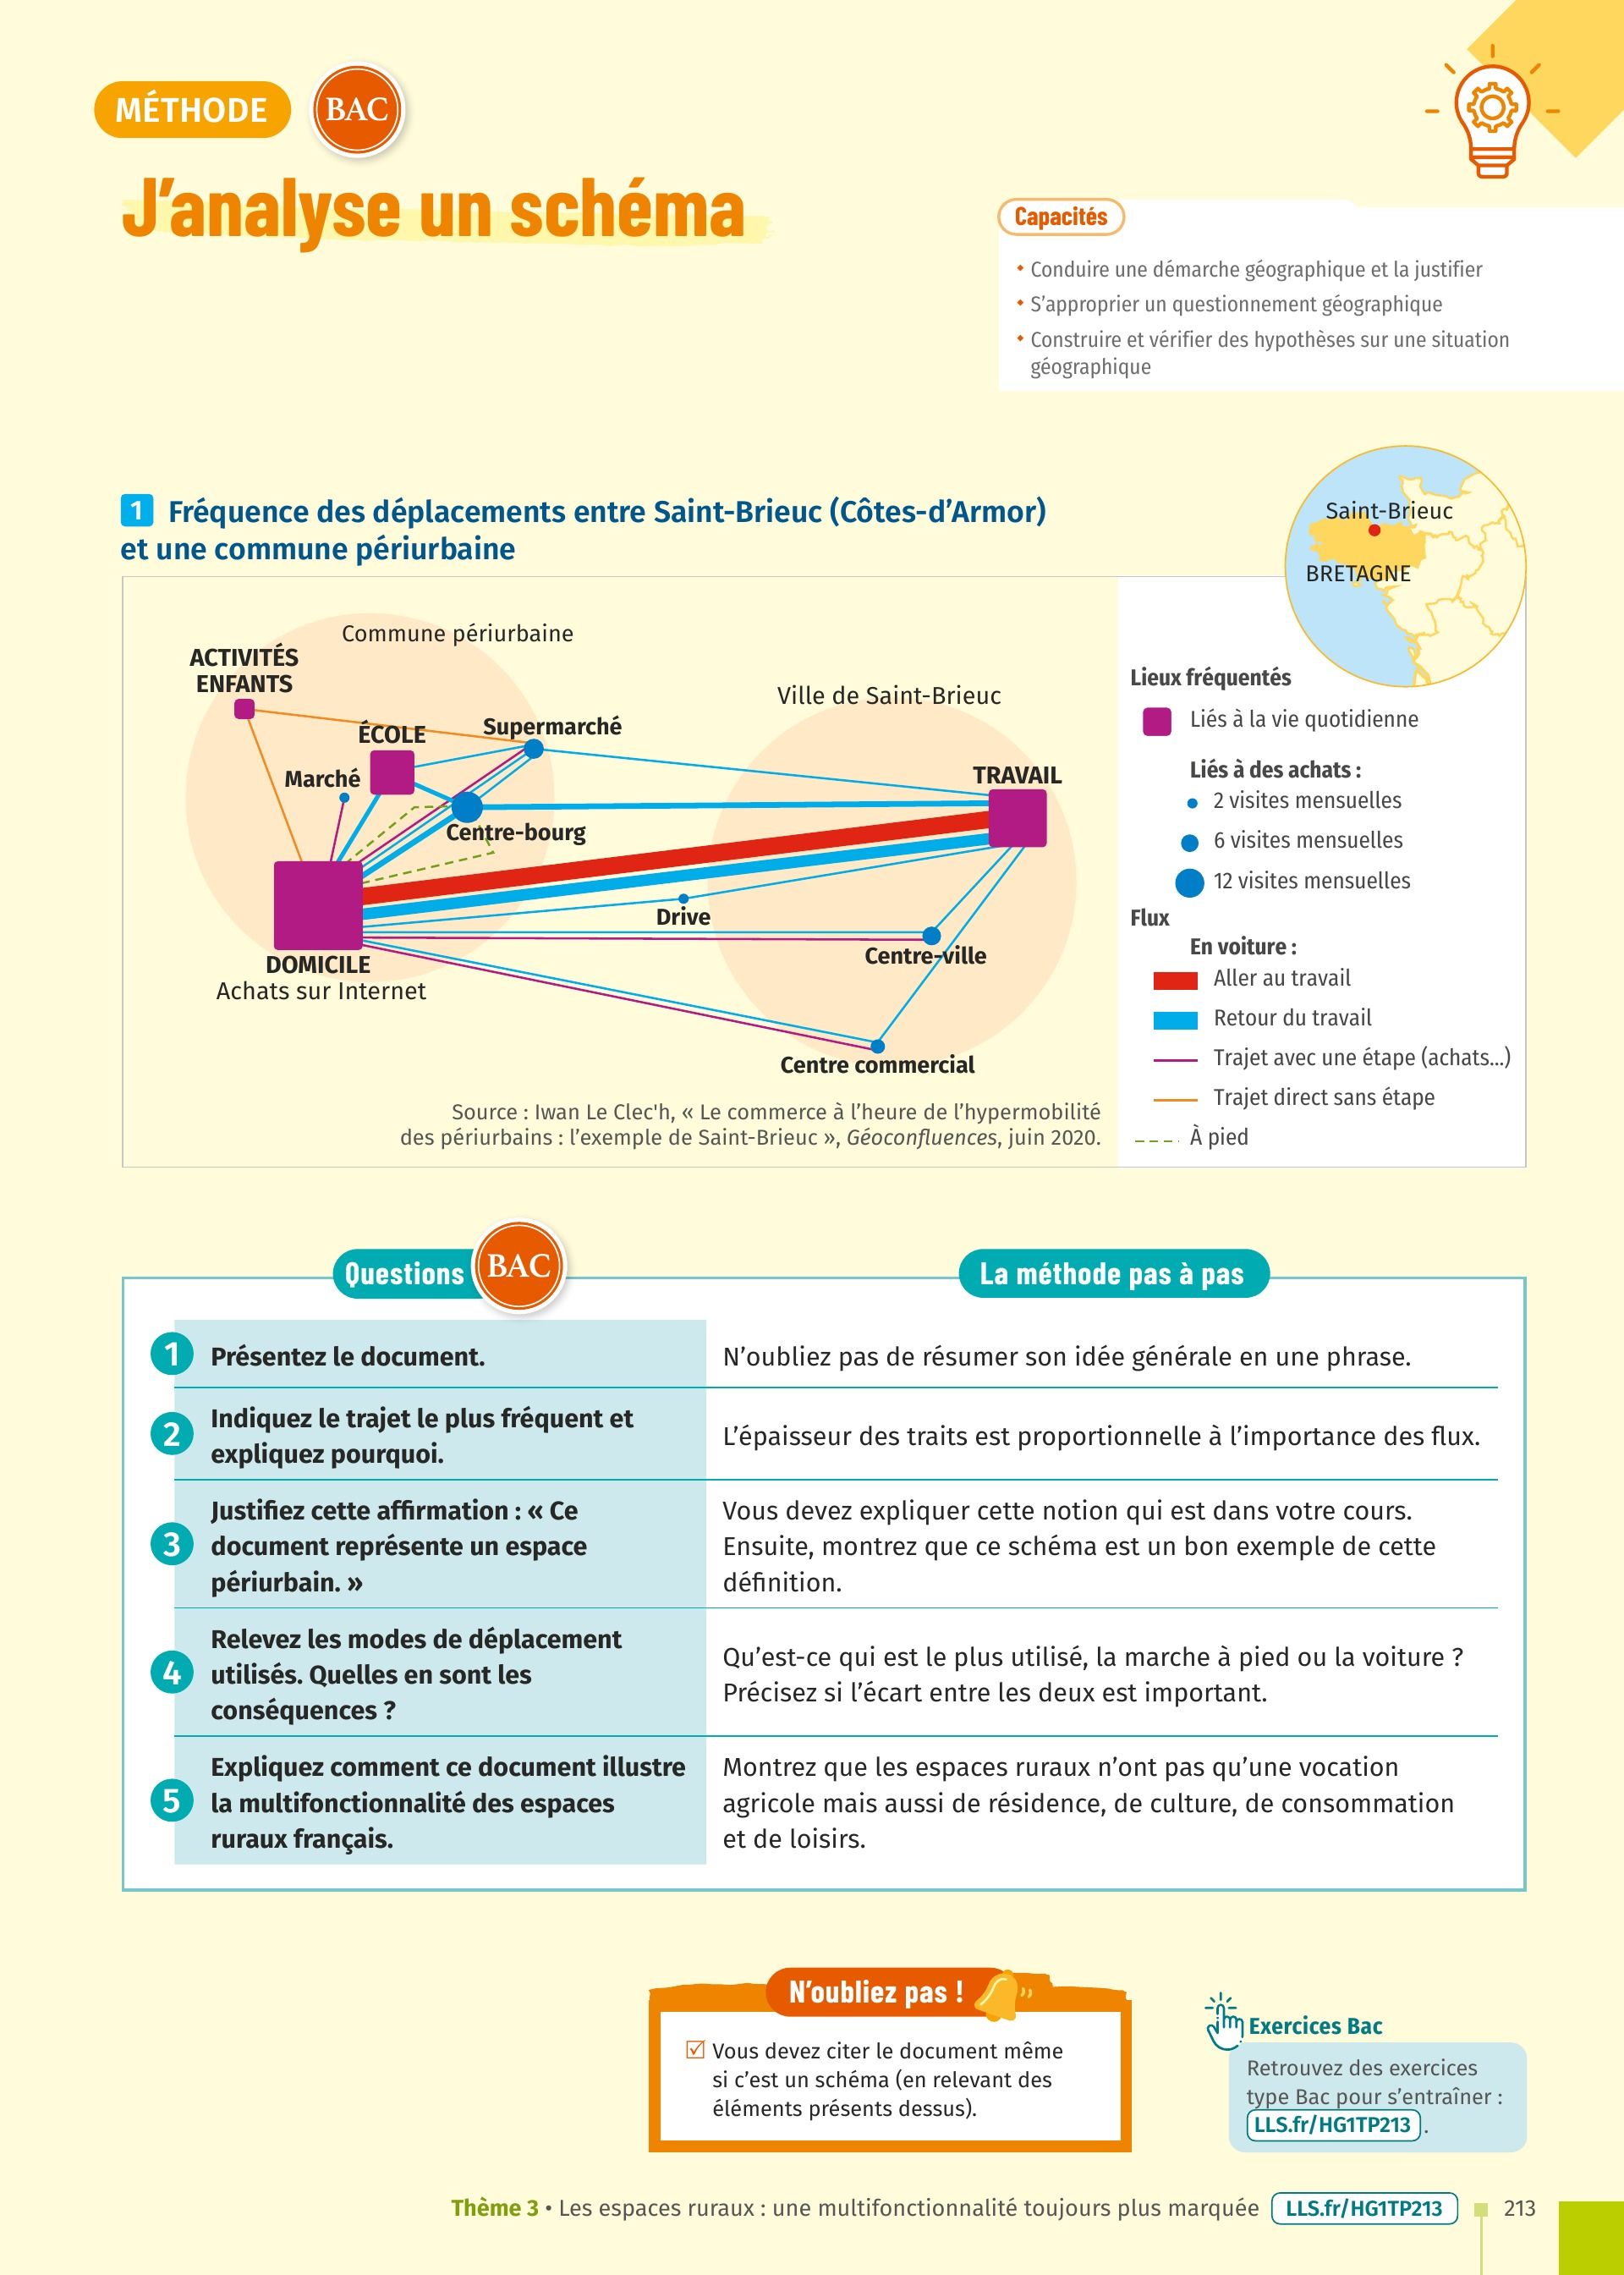 MÉTHODE
BAC
J’analyse un schéma
Capacités
Conduire une démarche géographique et la justifier
S’approprier un questionnement géographique
Construire et vérifier des hypothèses sur une situation
géographique
1 Fréquence des déplacements entre Saint-Brieuc (Côtes-d’Armor)
et une commune périurbaine
Saint-Brieuc
BRETAGNE
Commune périurbaine
ACTIVITÉS
ENFANTS
ÉCOLE
Supermarché
Marché
Centre-bourg
DOMICILE
Achats sur Internet
Ville de Saint-Brieuc
TRAVAIL
Drive
Centre-ville
Centre commercial
Source : Iwan Le Clec'h, « Le commerce à l’heure de l’hypermobilité
des périurbains : l’exemple de Saint-Brieuc », Géoconfluences, juin 2020.
Lieux fréquentés
Liés à la vie quotidienne
Liés à des achats :
2 visites mensuelles
6 visites mensuelles
12 visites mensuelles
Flux
En voiture :
Aller au travail
Retour du travail
Trajet avec une étape (achats...)
Trajet direct sans étape
À pied
Questions
BAC
La méthode pas à pas
1 Présentez le document.
N’oubliez pas de résumer son idée générale en une phrase.
2 Indiquez le trajet le plus fréquent et
expliquez pourquoi.
L’épaisseur des traits est proportionnelle à l’importance des flux.
3 Justifiez cette affirmation : « Ce
document représente un espace
périurbain. »
Vous devez expliquer cette notion qui est dans votre cours.
Ensuite, montrez que ce schéma est un bon exemple de cette
définition.
4 Relevez les modes de déplacement
utilisés. Quelles en sont les
conséquences ?
Qu’est-ce qui est le plus utilisé, la marche à pied ou la voiture ?
Précisez si l’écart entre les deux est important.
5 Expliquez comment ce document illustre
la multifonctionnalité des espaces
ruraux français.
Montrez que les espaces ruraux n’ont pas qu’une vocation
agricole mais aussi de résidence, de culture, de consommation
et de loisirs.
N’oubliez pas !
Vous devez citer le document même
si c’est un schéma (en relevant des
éléments présents dessus).
Exercices Bac
Retrouvez des exercices
type Bac pour s’entraîner :
LLS.fr/HG1TP213 .
Thème 3 • Les espaces ruraux : une multifonctionnalité toujours plus marquée LLS.fr/HG1TP213 213